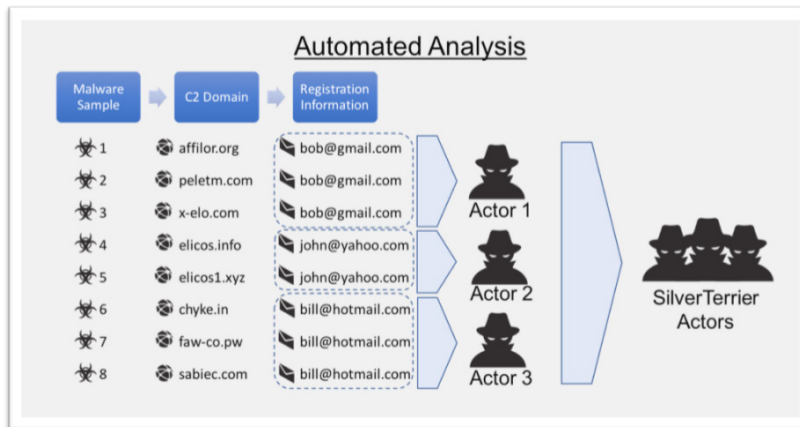 Automated Analysis
Malware Sample
C2 Domain
Registration Information
1 affilor.org bob@gmail.com
2 peletm.com bob@gmail.com
3 x-elo.com bob@gmail.com
Actor 1
4 elicos.info john@yahoo.com
5 elicos1.xyz john@yahoo.com
Actor 2
6 chyke.in bill@hotmail.com
7 faw-co.pw bill@hotmail.com
8 sabiec.com bill@hotmail.com
Actor 3
SilverTerrier
Actors